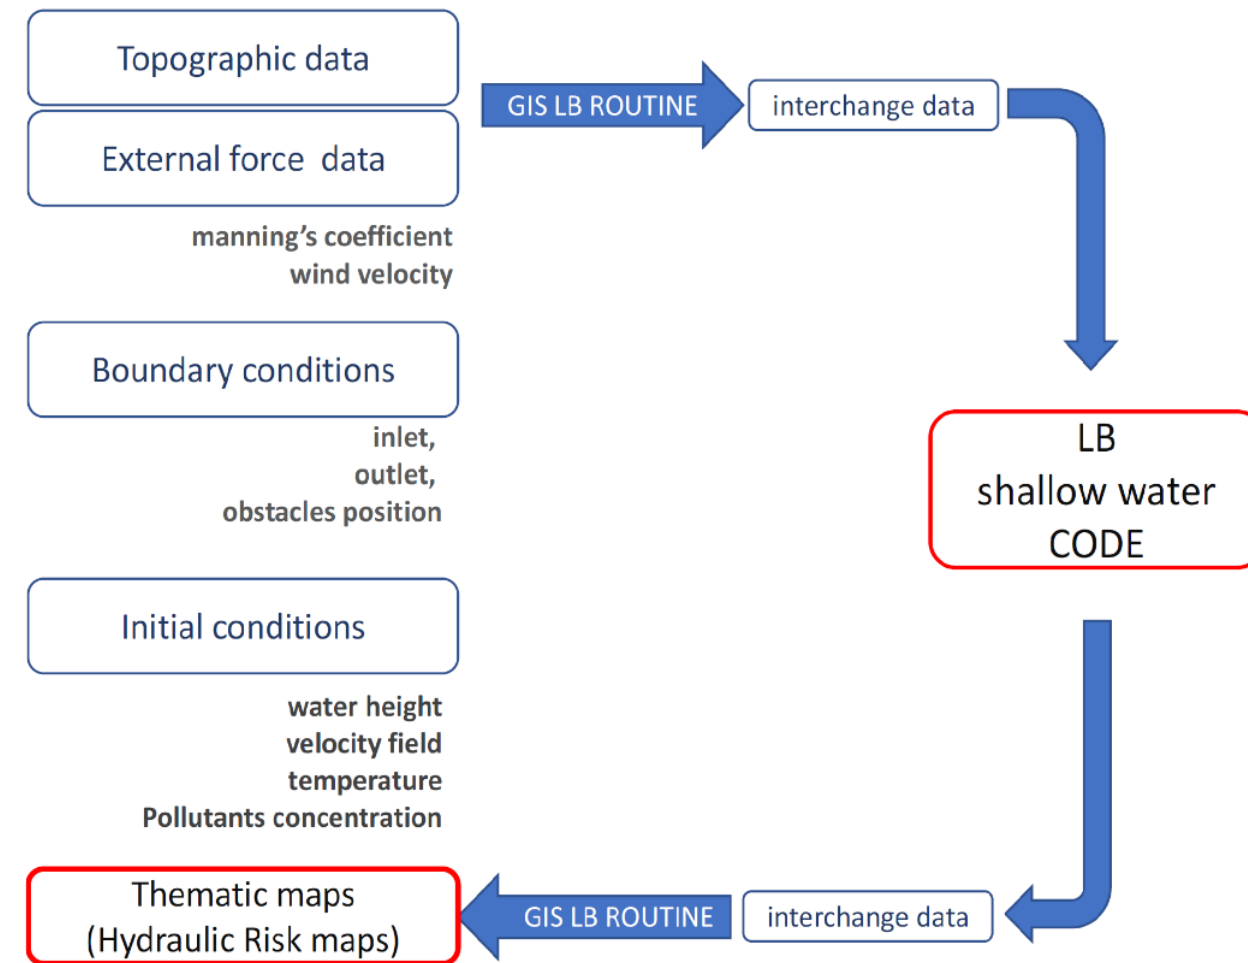 Topographic data
GIS LB ROUTINE
interchange data
External force  data
manning's coefficient
wind velocity
Boundary conditions
inlet,
outlet,
obstacles position
LB
shallow water
CODE
Initial conditions
water height
velocity field
temperature
Pollutants concentration
Thematic maps
(Hydraulic Risk maps)
GIS LB ROUTINE
interchange data